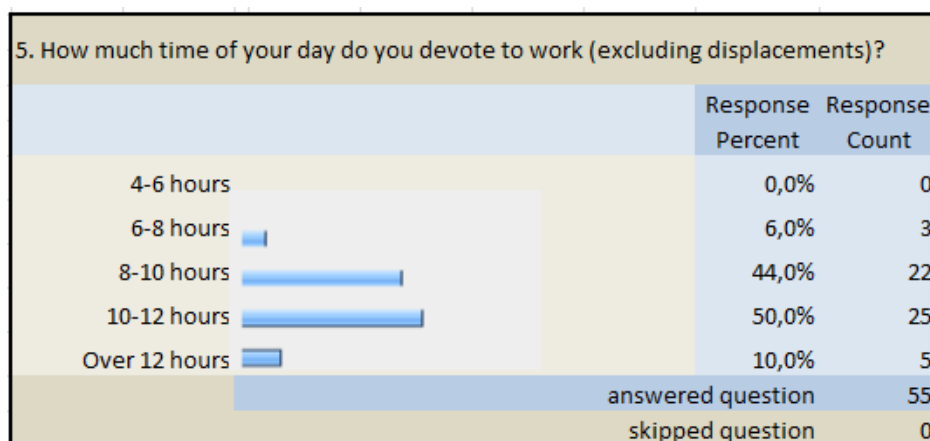 5. How much time of your day do you devote to work (excluding displacements)?
Response Response
Percent Count
4-6 hours 0,0% 0
6-8 hours 6,0% 3
8-10 hours 44,0% 22
10-12 hours 50,0% 25
Over 12 hours 10,0% 5
answered question 55
skipped question 0